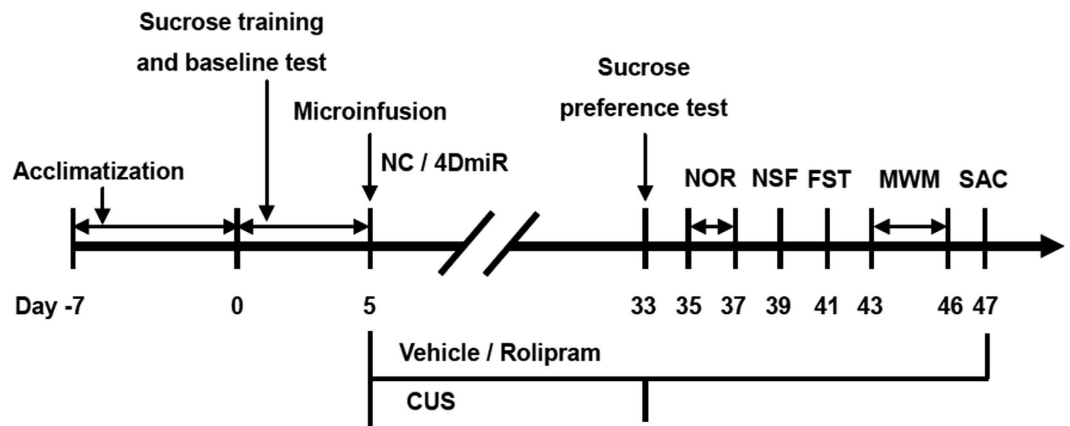 Sucrose training
and baseline test
Sucrose
preference test
Microinfusion
NC / 4DmiR
Acclimatization
NOR NSF FST MWM SAC
Day -7 0 5 33 35 37 39 41 43 46 47
Vehicle / Rolipram
CUS